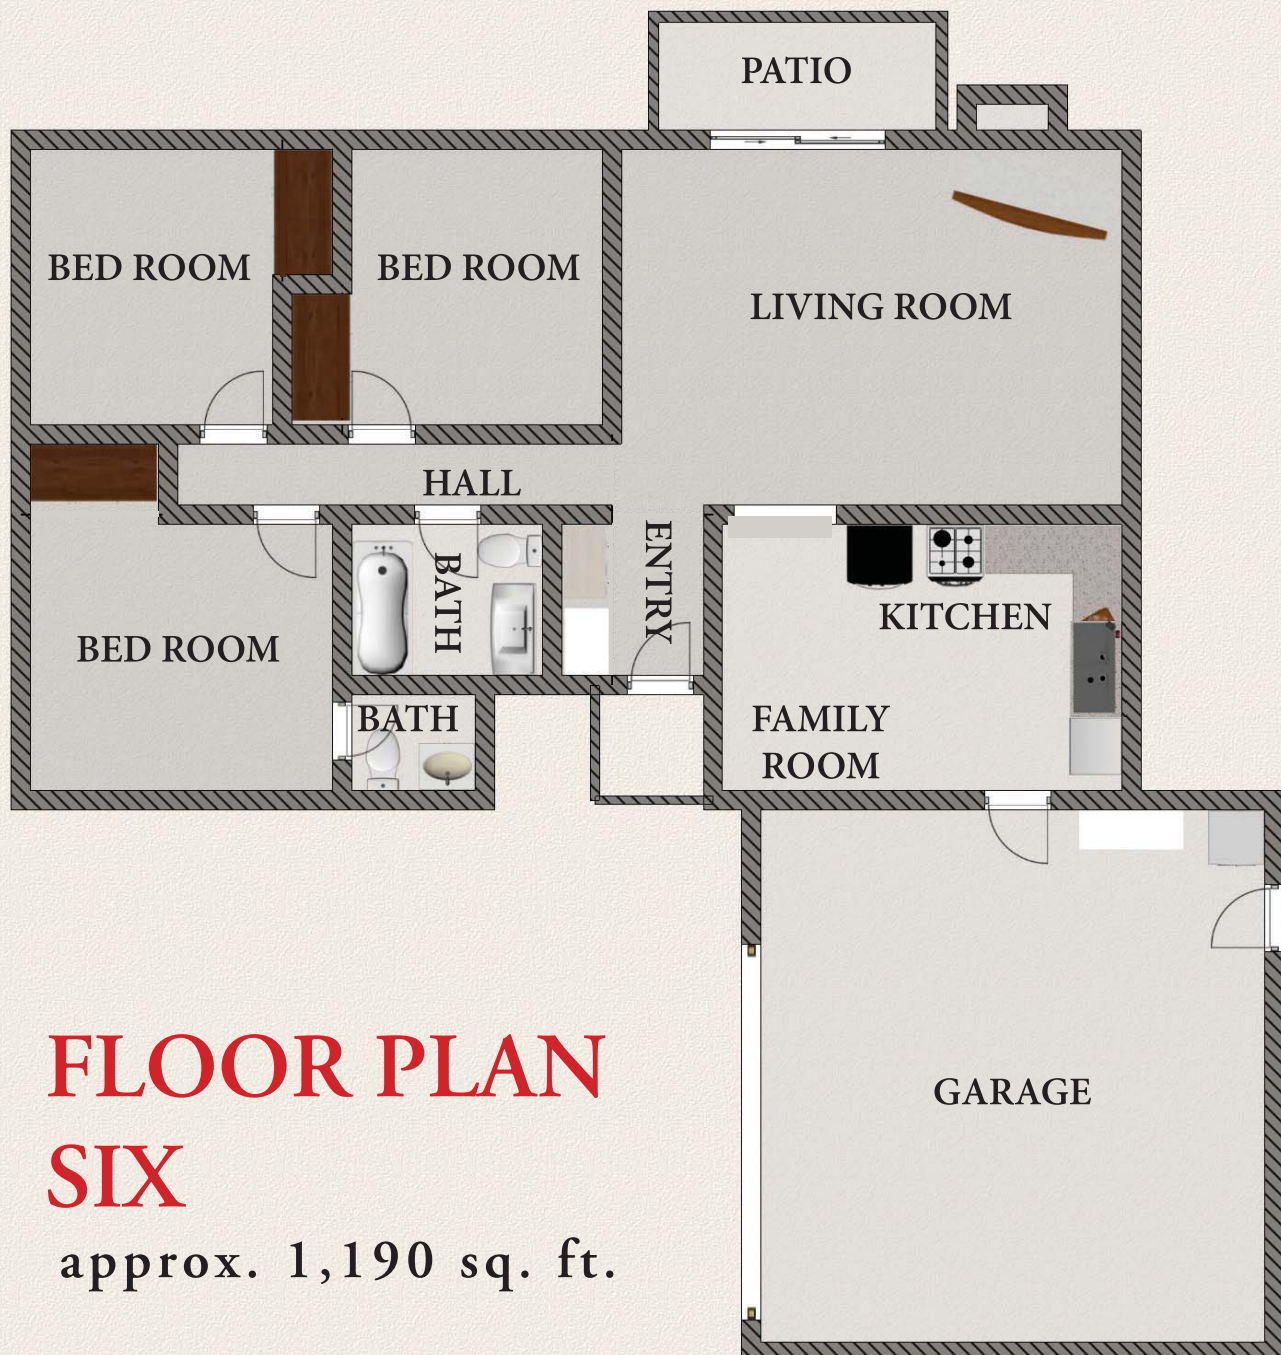 PATIO
BED ROOM
BED ROOM
LIVING ROOM
HALL
ENTRY
BATH
KITCHEN
BED ROOM
BATH
FAMILY
ROOM
GARAGE
FLOOR PLAN
SIX
approx. 1,190 sq. ft.